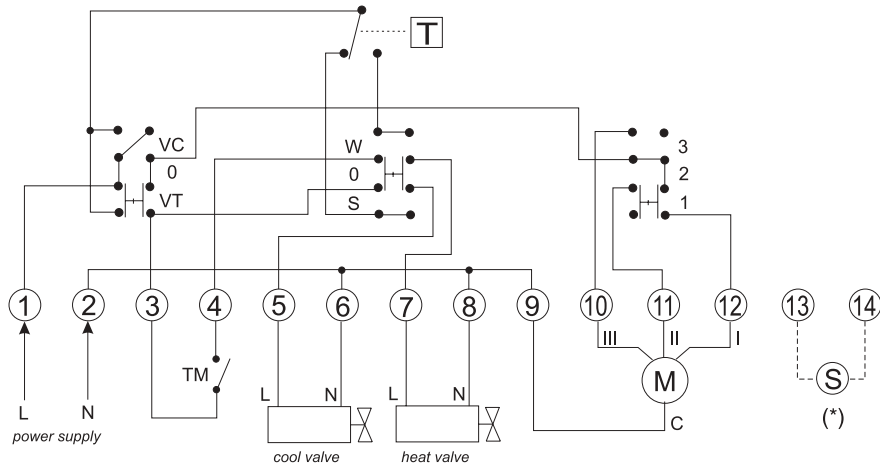 T
VC
W
3
0
0
2
VT
S
1
1 2 3 4 5 6 7 8 9 10 11 12 13 14
III II I
TM
M
S
L N L N
L N
C
(*)
power supply
cool valve heat valve